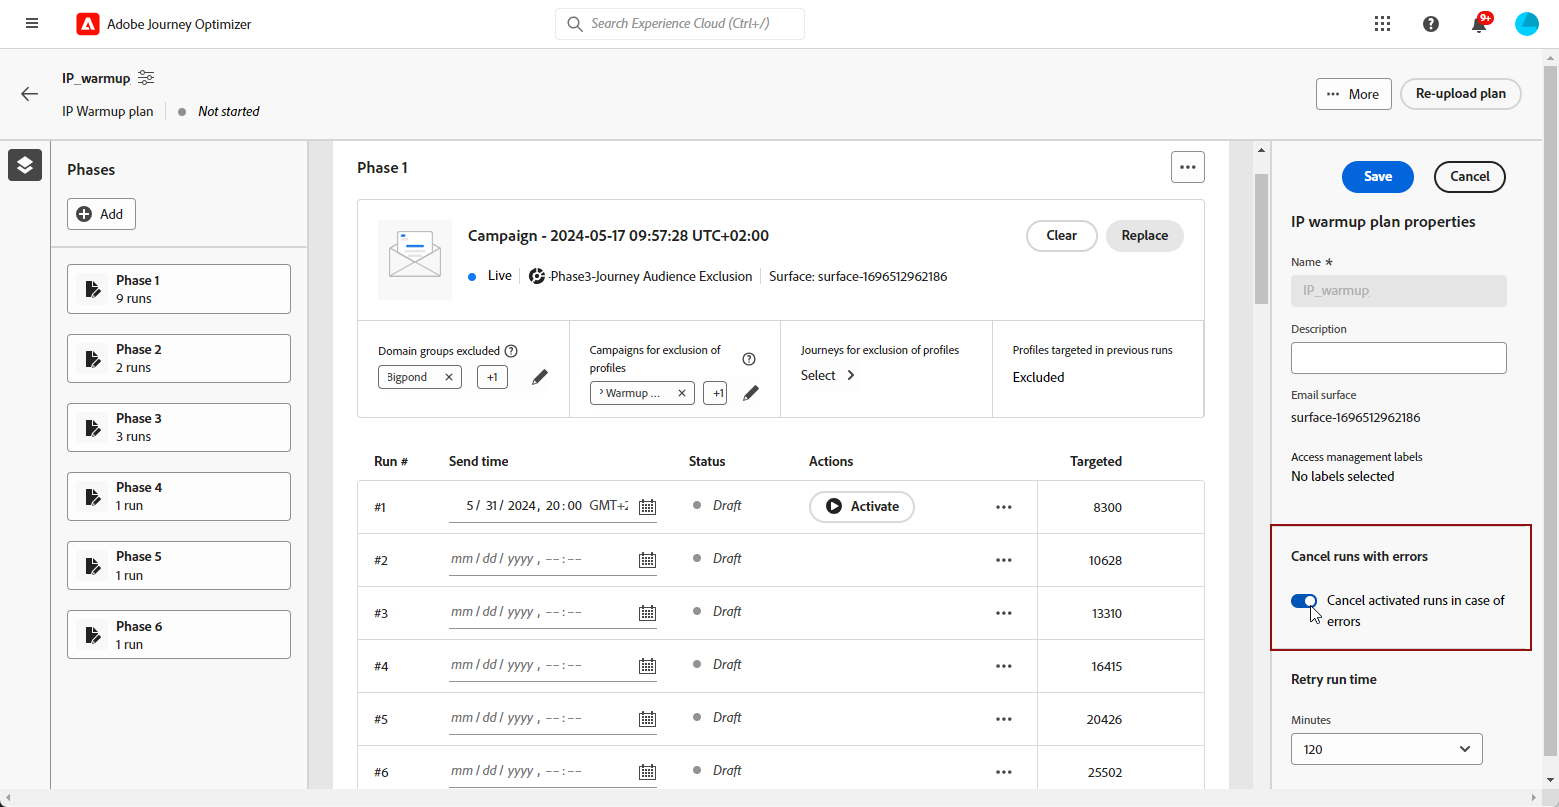 Adobe Journey Optimizer
Search Experience Cloud (Ctrl+/)
9+
IP_warmup
IP Warmup plan
Not started
More
Re-upload plan
Phases
Add
Phase 1
9 runs
Phase 2
2 runs
Phase 3
3 runs
Phase 4
1 run
Phase 5
1 run
Phase 6
1 run
Phase 1
Campaign - 2024-05-17 09:57:28 UTC+02:00
Clear
Replace
Live
Phase3-Journey Audience Exclusion
Surface: surface-1696512962186
Domain groups excluded
Bigpond
+1
Campaigns for exclusion of
profiles
Warmup ...
+1
Journeys for exclusion of profiles
Select
Profiles targeted in previous runs
Excluded
Run # Send time Status Actions Targeted
#1 5/ 31/ 2024, 20:00 GMT+2 Draft Activate 8300
#2 mm/dd/yyyy, --:-- Draft 10628
#3 mm/dd/yyyy, --:-- Draft 13310
#4 mm/dd/yyyy, --:-- Draft 16415
#5 mm/dd/yyyy, --:-- Draft 20426
#6 mm/dd/yyyy, --:-- Draft 25502
Save
Cancel
IP warmup plan properties
Name *
IP_warmup
Description
Email surface
surface-1696512962186
Access management labels
No labels selected
Cancel runs with errors
Cancel activated runs in case of
errors
Retry run time
Minutes
120